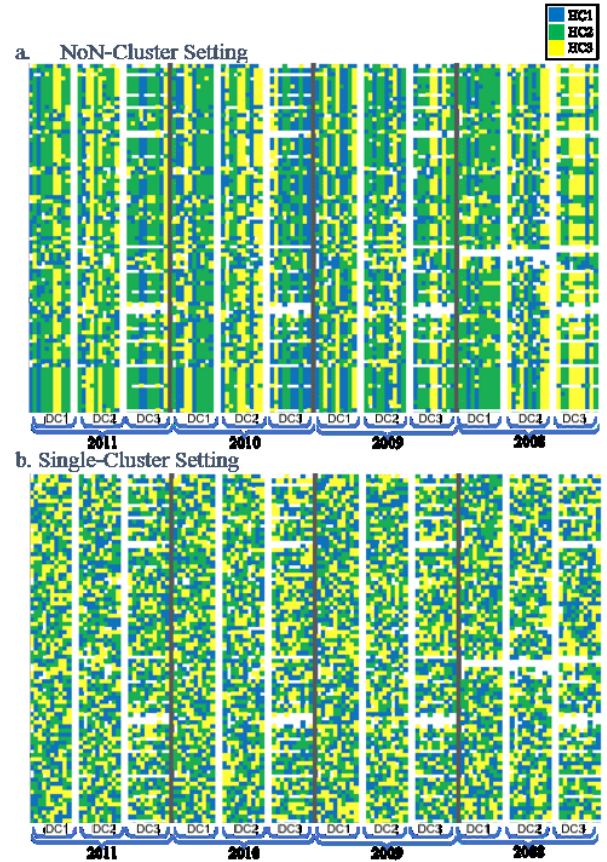 HC1
HC2
HC3
a. NoN-Cluster Setting
DC1 DC2 DC3 DC1 DC2 DC3 DC1 DC2 DC3 DC1 DC2 DC3
2011 2010 2009 2008
b. Single-Cluster Setting
DC1 DC2 DC3 DC1 DC2 DC3 DC1 DC2 DC3 DC1 DC2 DC3
2011 2010 2009 2008